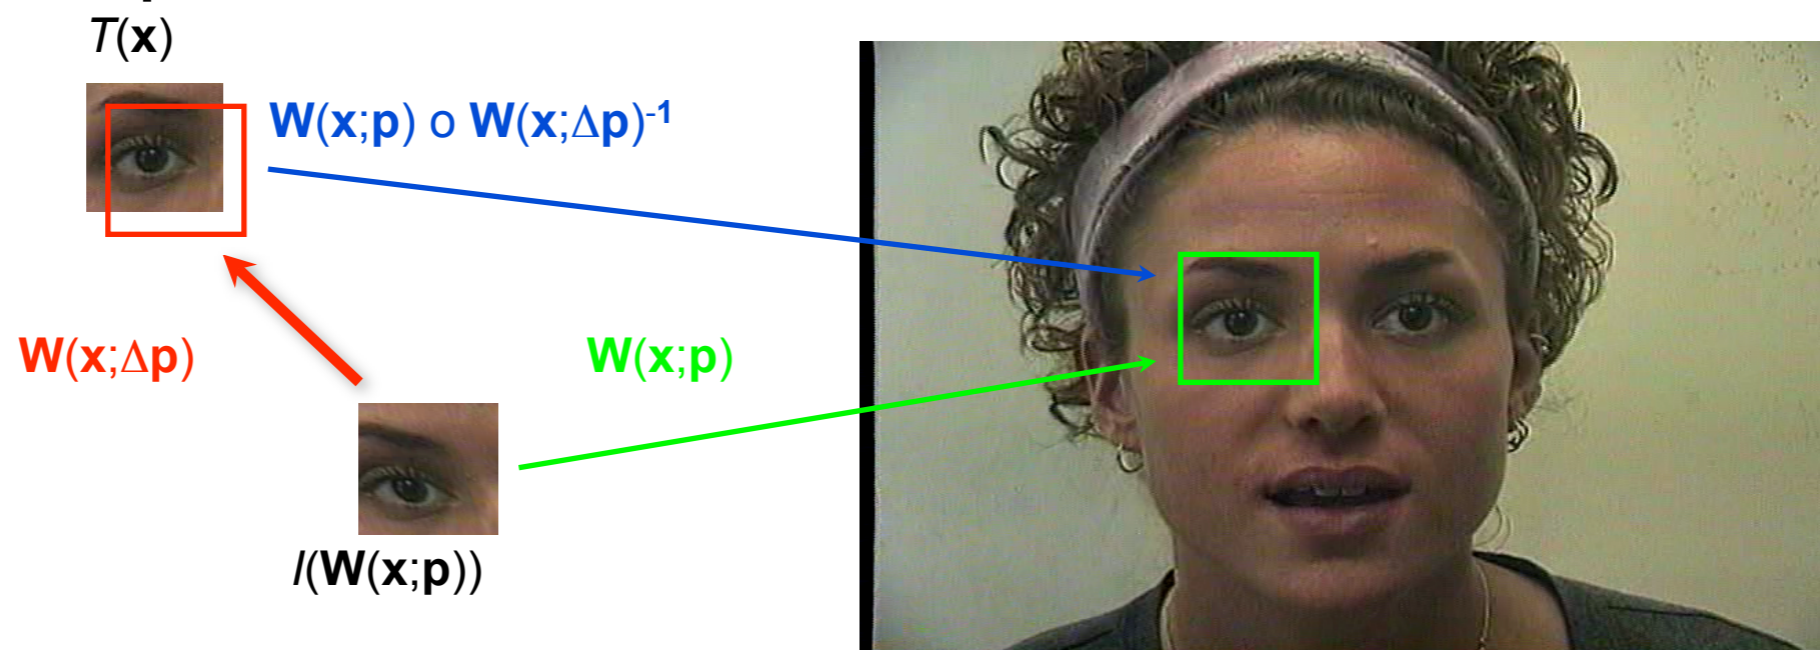 T(x)
W(x;p) o W(x;Δp)-1
W(x;Δp)
W(x;p)
I(W(x;p))